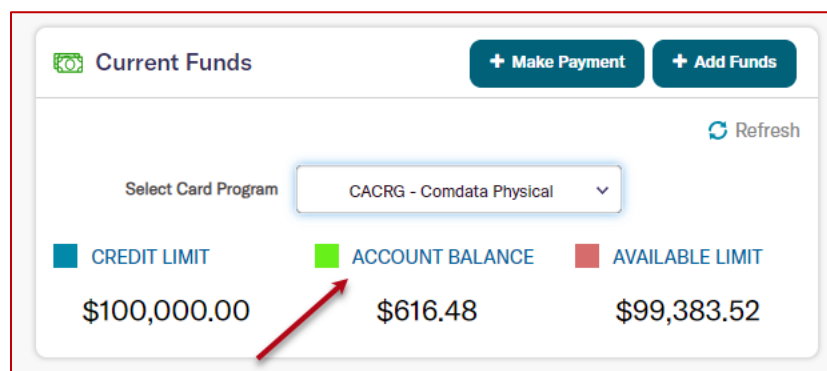 Current Funds
+ Make Payment
+ Add Funds
Refresh
Select Card Program
CACRG - Comdata Physical
CREDIT LIMIT
ACCOUNT BALANCE
AVAILABLE LIMIT
$100,000.00
$616.48
$99,383.52